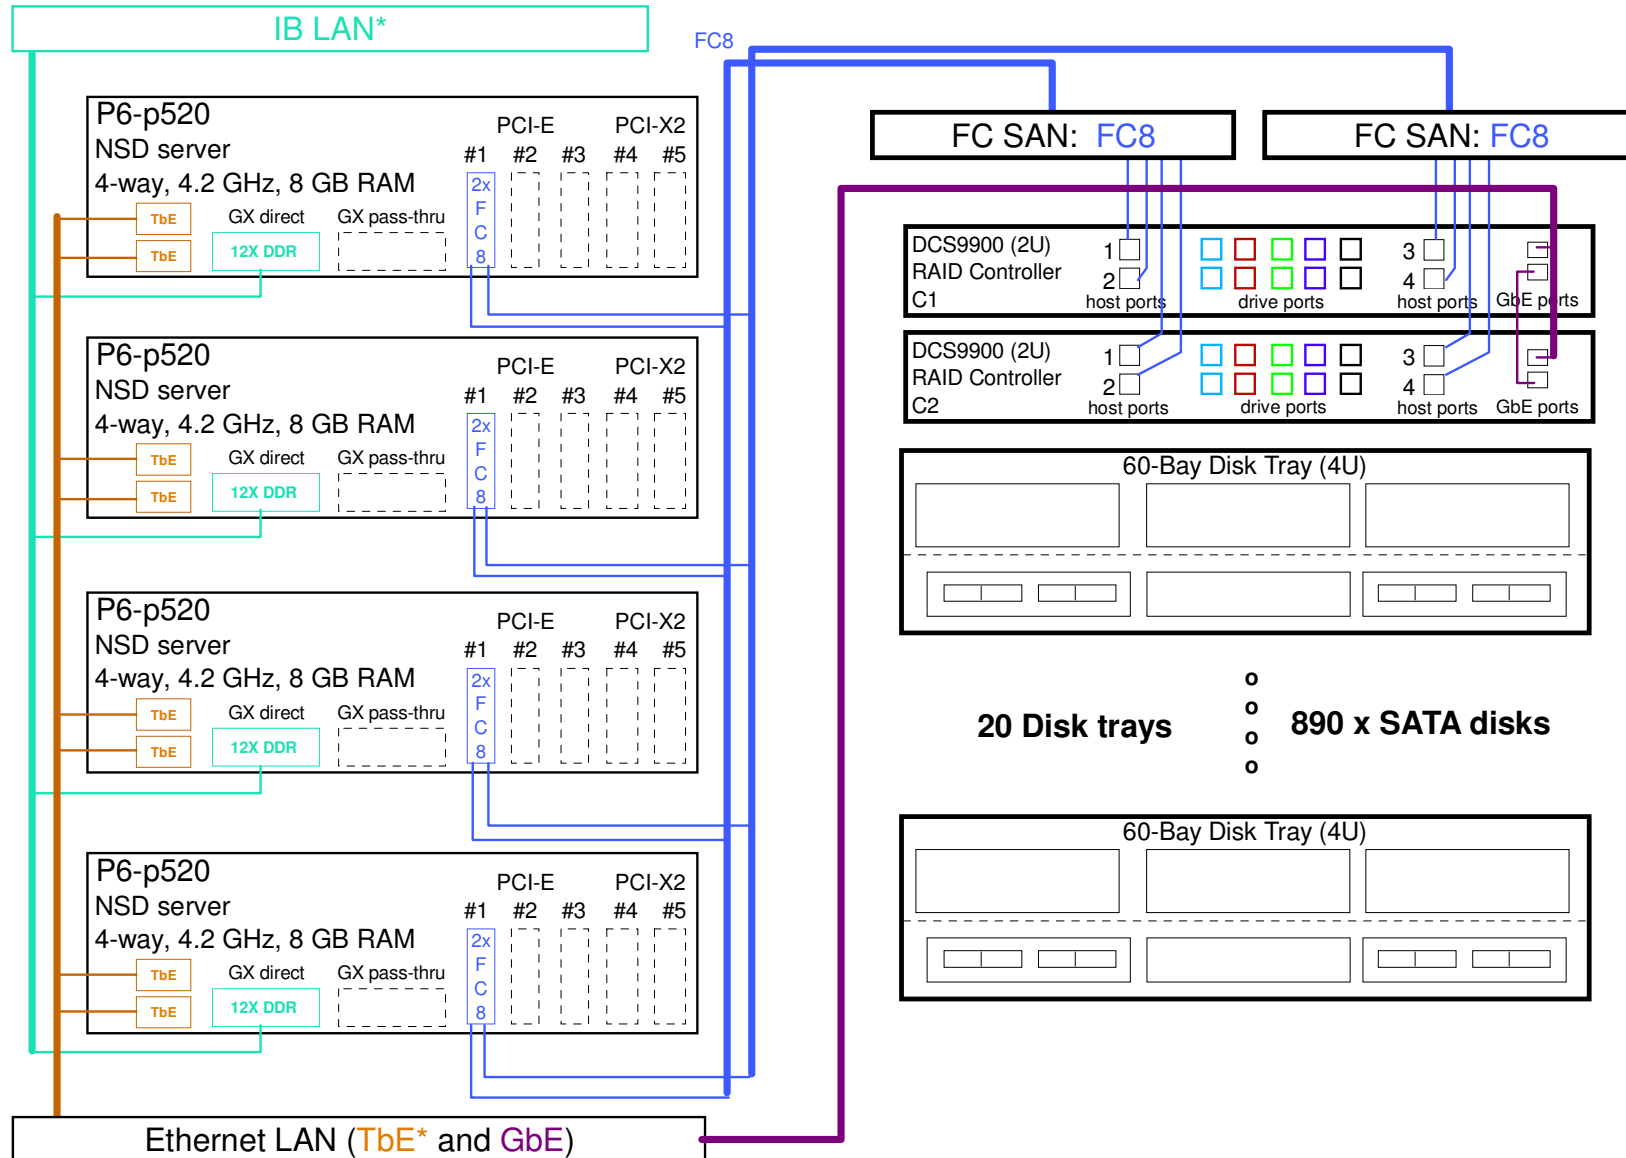 IB LAN*
FC8
P6-p520
NSD server
4-way, 4.2 GHz, 8 GB RAM
PCI-E PCI-X2
#1 #2 #3 #4 #5
TbE
TbE
GX direct
12X DDR
GX pass-thru
2x
F
C
8
P6-p520
NSD server
4-way, 4.2 GHz, 8 GB RAM
PCI-E PCI-X2
#1 #2 #3 #4 #5
TbE
TbE
GX direct
12X DDR
GX pass-thru
2x
F
C
8
P6-p520
NSD server
4-way, 4.2 GHz, 8 GB RAM
PCI-E PCI-X2
#1 #2 #3 #4 #5
TbE
TbE
GX direct
12X DDR
GX pass-thru
2x
F
C
8
P6-p520
NSD server
4-way, 4.2 GHz, 8 GB RAM
PCI-E PCI-X2
#1 #2 #3 #4 #5
TbE
TbE
GX direct
12X DDR
GX pass-thru
2x
F
C
8
Ethernet LAN (TbE* and GbE)
FC SAN: FC8
FC SAN: FC8
DCS9900 (2U)
RAID Controller
C1
1
2
host ports
drive ports
3
4
host ports
GbE ports
DCS9900 (2U)
RAID Controller
C2
1
2
host ports
drive ports
3
4
host ports
GbE ports
60-Bay Disk Tray (4U)
20 Disk trays
o
o
o
o
890 x SATA disks
60-Bay Disk Tray (4U)